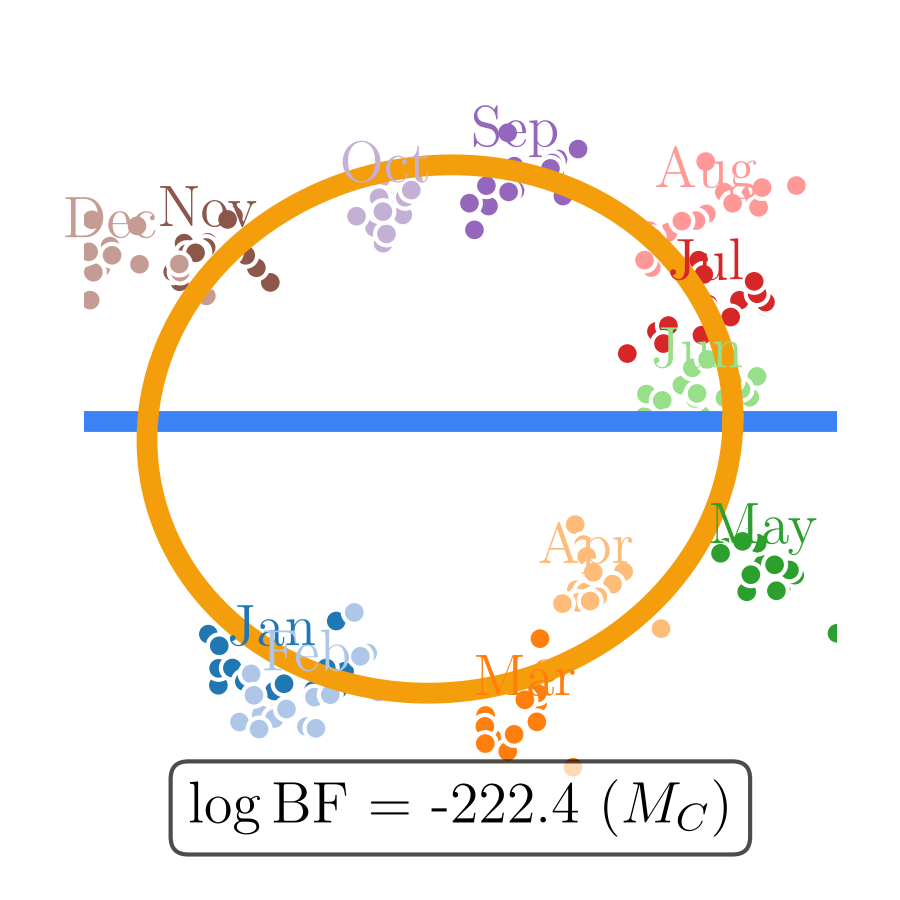 Sep
Oct
Aug
Nov
Dec
Jul
Jun
May
Apr
Jan
Feb
Mar
log BF = -222.4 (M_C)